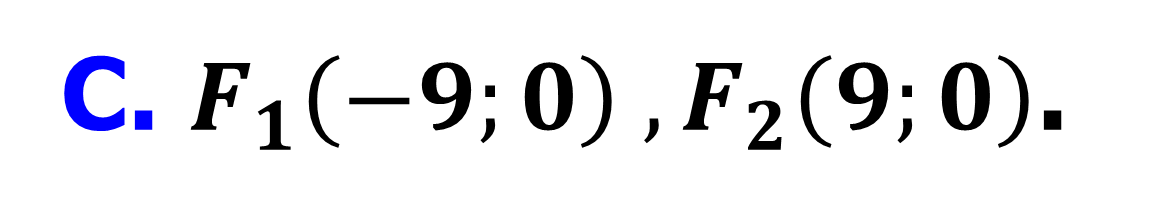 C. F₁(−9; 0) , F₂(9; 0).